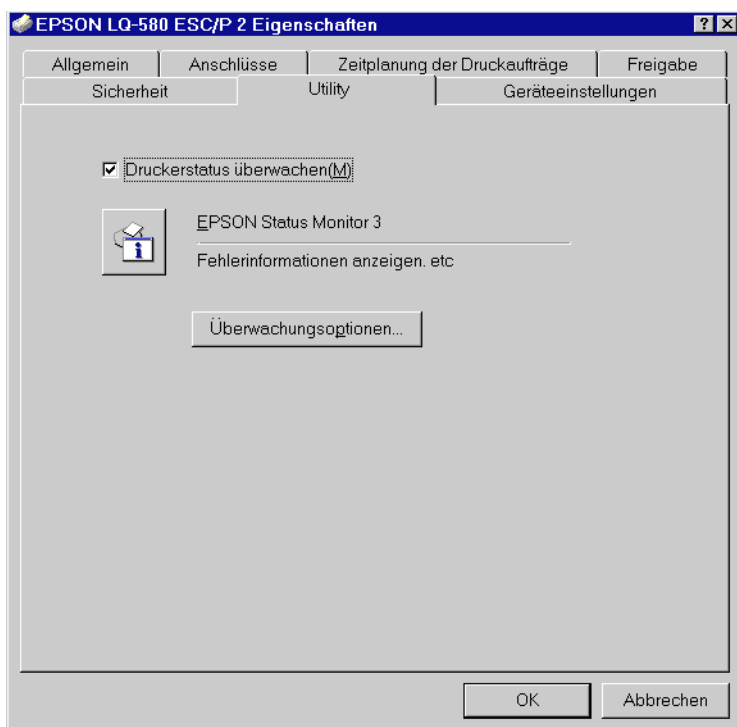 EPSON LQ-580 ESC/P 2 Eigenschaften
Allgemein Anschlüsse Zeitplanung der Druckaufträge Freigabe
Sicherheit Utility Geräteeinstellungen
Druckerstatus überwachen(M)
EPSON Status Monitor 3
Fehlerinformationen anzeigen. etc
Überwachungsoptionen...
OK Abbrechen